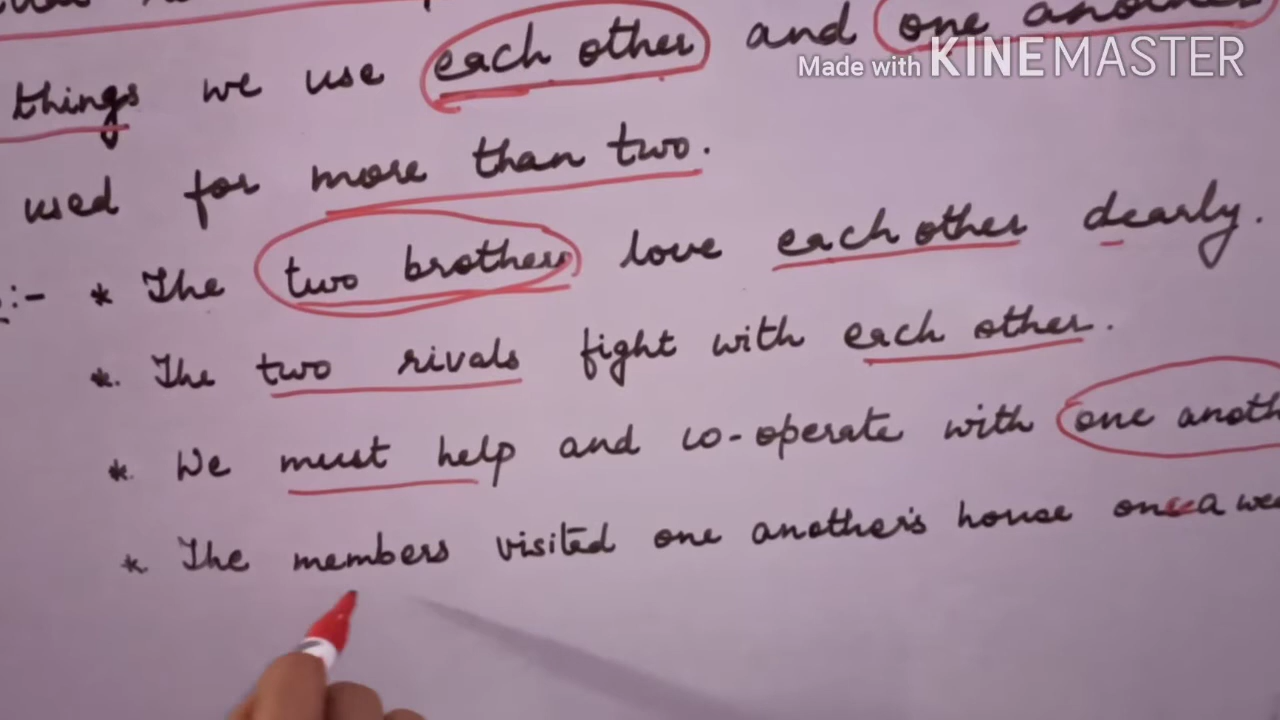 things we use each other and one another
Made with KINEMASTER
used for more than two.
:- * The two brothers love each other dearly.
* The two rivals fight with each other.
* We must help and co-operate with one
* The members visited one another's house once a